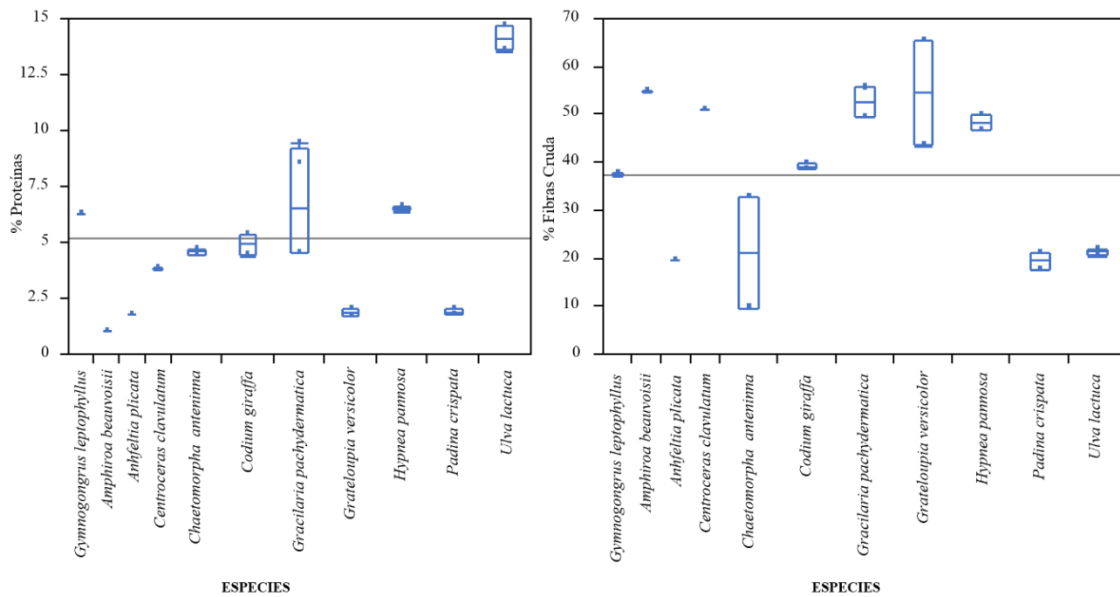 % Proteínas
15
12.5
10
7.5
5
2.5
0
Gymnogongrus leptophyllus
Amphiroa beauvoisii
Anhfeltia plicata
Centroceras clavulatum
Chaetomorpha anteninna
Codium giraffa
Gracilaria pachydermatica
Grateloupia versicolor
Hypnea pannosa
Padina crispata
Ulva lactuca
ESPECIES
% Fibras Cruda
70
60
50
40
30
20
10
0
Gymnogongrus leptophyllus
Amphiroa beauvoisii
Anhfeltia plicata
Centroceras clavulatum
Chaetomorpha anteninna
Codium giraffa
Gracilaria pachydermatica
Grateloupia versicolor
Hypnea pannosa
Padina crispata
Ulva lactuca
ESPECIES